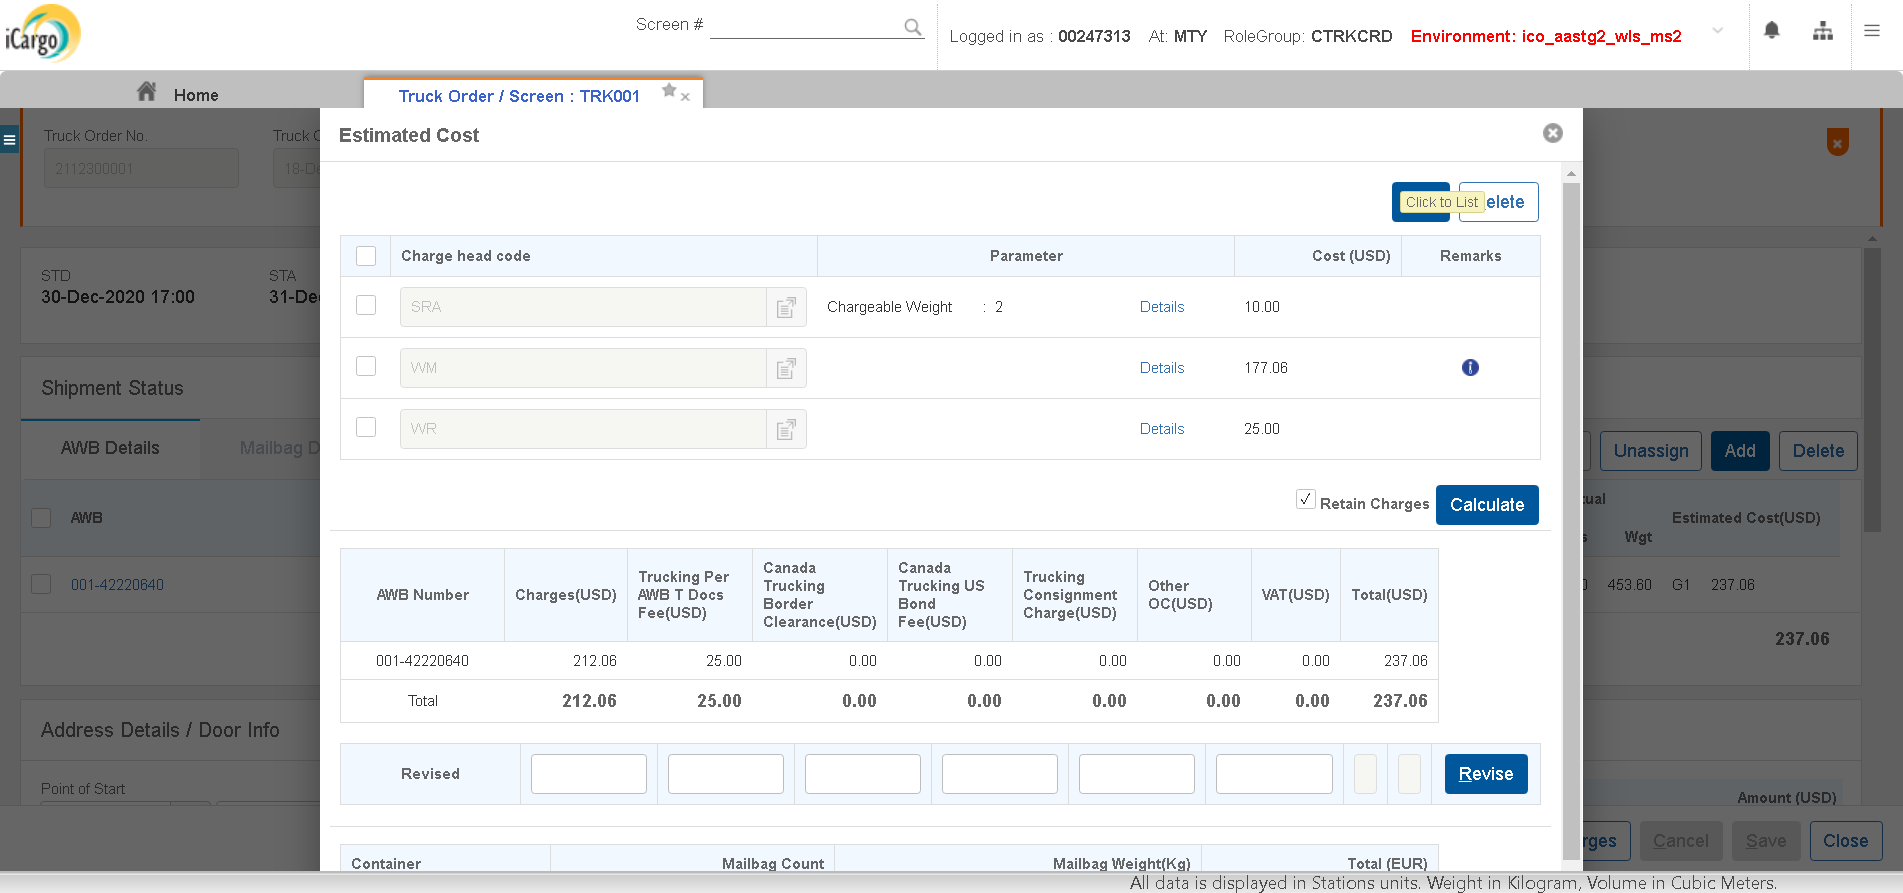 iCargo
Screen #
Logged in as : 00247313 At: MTY RoleGroup: CTRKCRD Environment: ico_aastg2_wls_ms2
Home
Truck Order / Screen : TRK001
Truck Order No.
Truck O
2112300001
18-De
Estimated Cost
Click to List
elete
Charge head code Parameter Cost (USD) Remarks
SRA Chargeable Weight : 2 Details 10.00
WM Details 177.06
WR Details 25.00
Retain Charges Calculate
STD
STA
30-Dec-2020 17:00
31-De
Shipment Status
AWB Details
Mailbag D
AWB
001-42220640
Unassign Add Delete
tual
Estimated Cost(USD)
s Wgt
0 453.60 G1 237.06
237.06
AWB Number Charges(USD) Trucking Per AWB T Docs Fee(USD) Canada Trucking Border Clearance(USD) Canada Trucking US Bond Fee(USD) Trucking Consignment Charge(USD) Other OC(USD) VAT(USD) Total(USD)
001-42220640 212.06 25.00 0.00 0.00 0.00 0.00 0.00 237.06
Total 212.06 25.00 0.00 0.00 0.00 0.00 0.00 237.06
Revised Revise
Address Details / Door Info
Point of Start
Amount (USD)
Container Mailbag Count Mailbag Weight(Kg) Total (EUR)
rges Cancel Save Close
All data is displayed in Stations units. Weight in Kilogram, Volume in Cubic Meters.